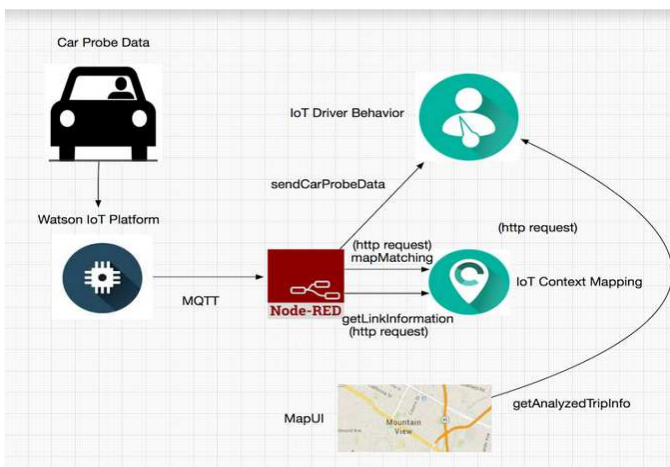 Car Probe Data
IoT Driver Behavior
sendCarProbeData
Watson IoT Platform
(http request)
(http request)
mapMatching
IoT Context Mapping
MQTT
Node-RED
getLinkInformation
(http request)
getAnalyzedTripInfo
MapUI
Mountain
View